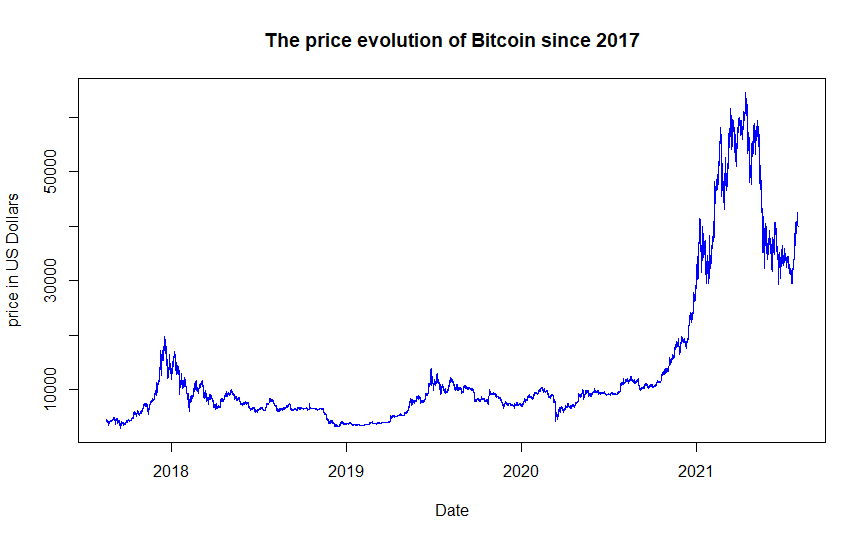 The price evolution of Bitcoin since 2017
price in US Dollars
50000
30000
10000
2018 2019 2020 2021
Date